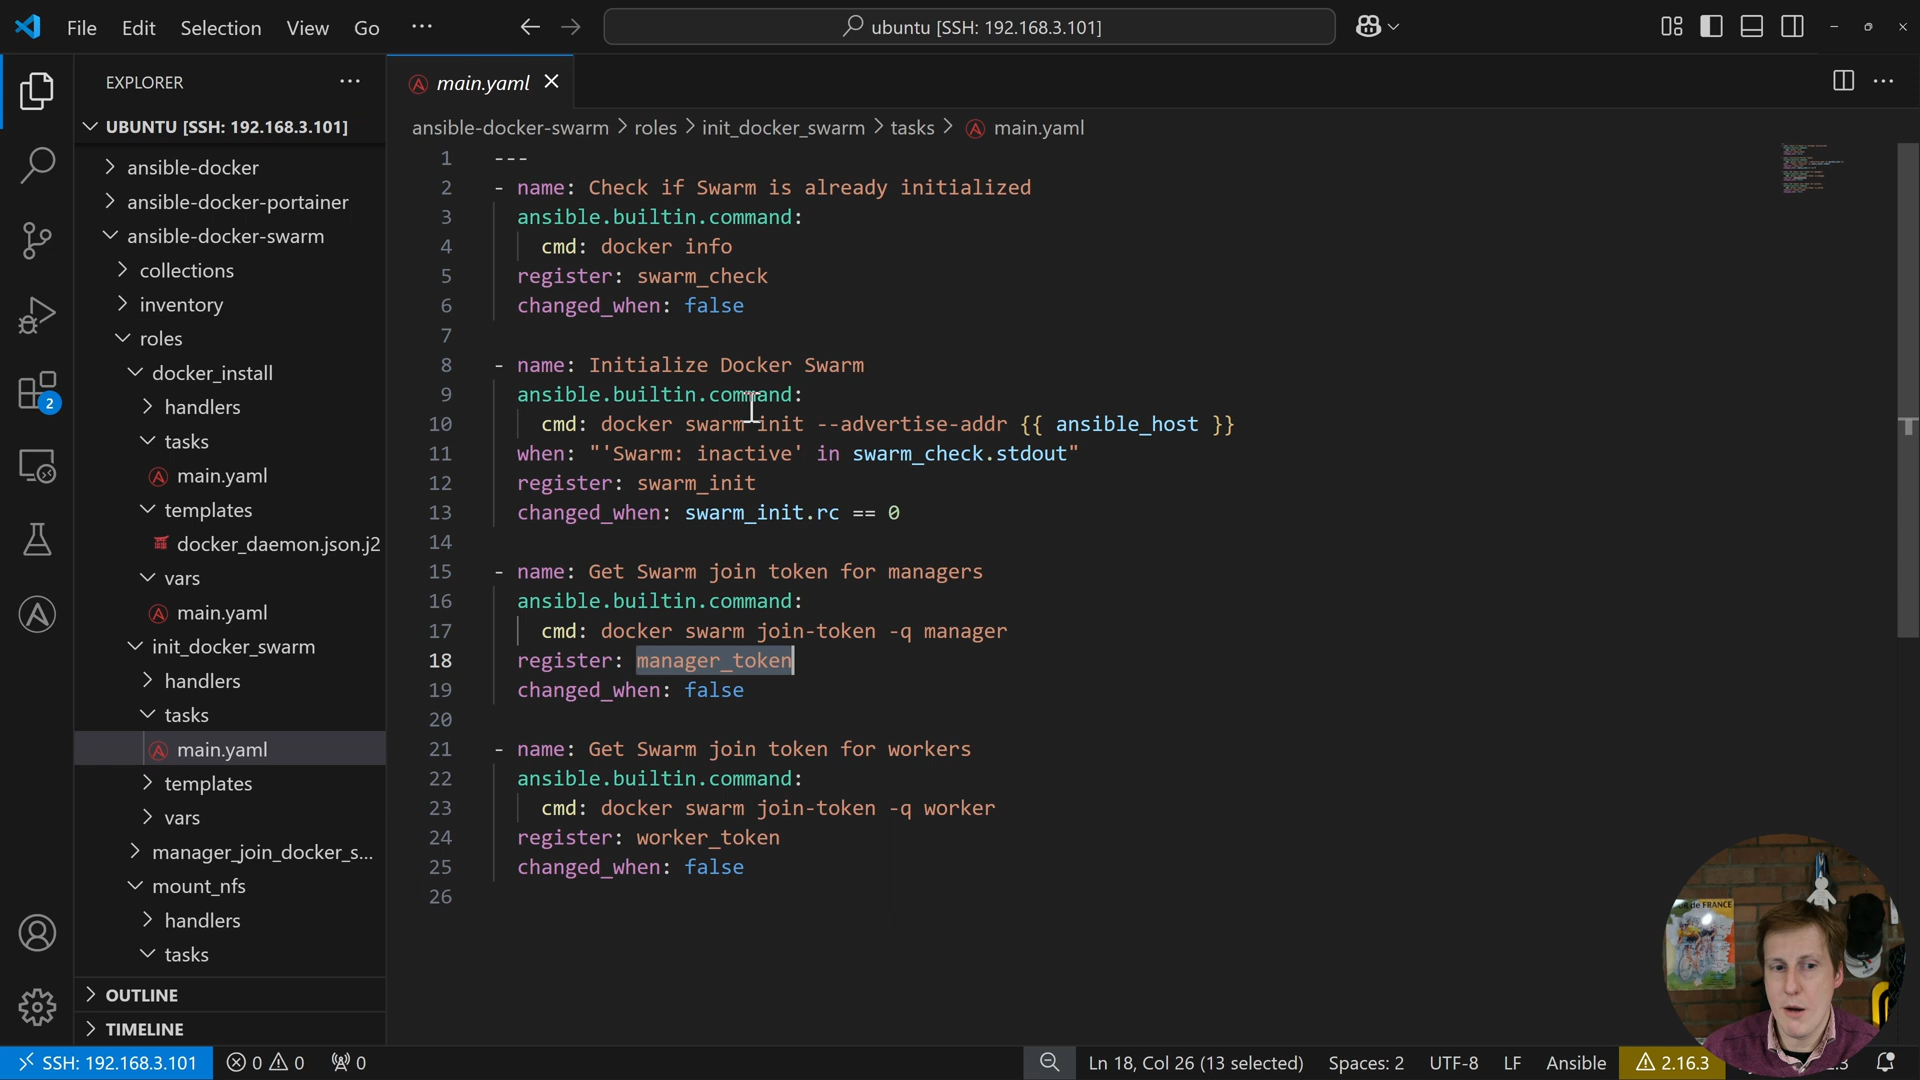 File Edit Selection View Go ... ubuntu [SSH: 192.168.3.101]
EXPLORER
UBUNTU [SSH: 192.168.3.101]
ansible-docker
ansible-docker-portainer
ansible-docker-swarm
collections
inventory
roles
docker_install
handlers
tasks
main.yaml
templates
docker_daemon.json.j2
vars
main.yaml
init_docker_swarm
handlers
tasks
main.yaml
templates
vars
manager_join_docker_s...
mount_nfs
handlers
tasks
OUTLINE
TIMELINE
2
main.yaml
ansible-docker-swarm > roles > init_docker_swarm > tasks > main.yaml
1 ---
2 - name: Check if Swarm is already initialized
3 ansible.builtin.command:
4 cmd: docker info
5 register: swarm_check
6 changed_when: false
7
8 - name: Initialize Docker Swarm
9 ansible.builtin.command:
10 cmd: docker swarm init --advertise-addr {{ ansible_host }}
11 when: "'Swarm: inactive' in swarm_check.stdout"
12 register: swarm_init
13 changed_when: swarm_init.rc == 0
14
15 - name: Get Swarm join token for managers
16 ansible.builtin.command:
17 cmd: docker swarm join-token -q manager
18 register: manager_token
19 changed_when: false
20
21 - name: Get Swarm join token for workers
22 ansible.builtin.command:
23 cmd: docker swarm join-token -q worker
24 register: worker_token
25 changed_when: false
26
DE FRANCE
SSH: 192.168.3.101 0 0 0 Ln 18, Col 26 (13 selected) Spaces: 2 UTF-8 LF Ansible 2.16.3